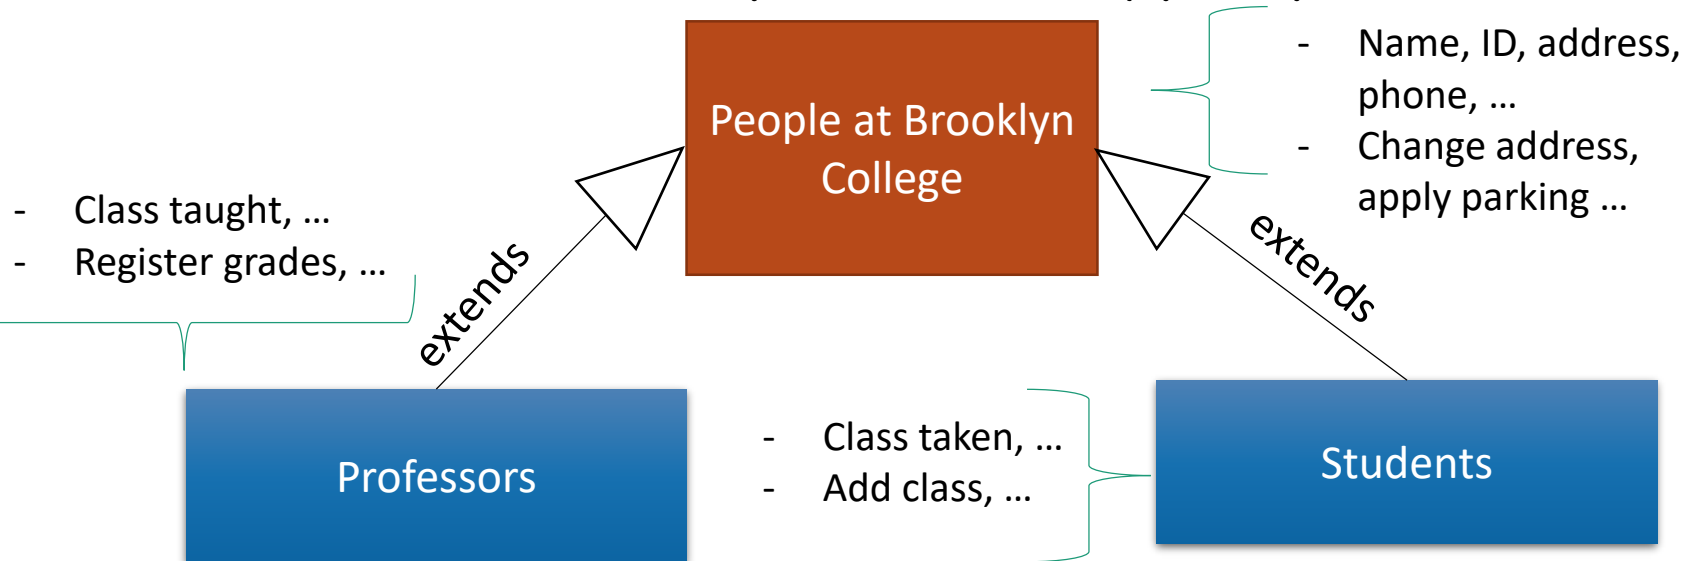 People at Brooklyn
College
- Name, ID, address,
phone, …
- Change address,
apply parking …
- Class taught, …
- Register grades, …
extends
extends
Professors
- Class taken, …
- Add class, …
Students